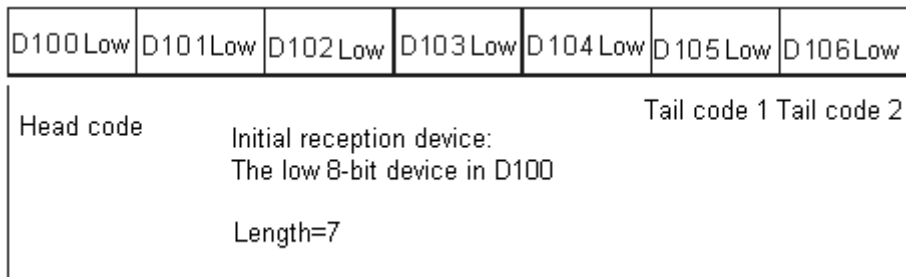 D100 Low D101 Low D102 Low D103 Low D104 Low D105 Low D106 Low
Head code
Tail code 1 Tail code 2
Initial reception device:
The low 8-bit device in D100
Length=7